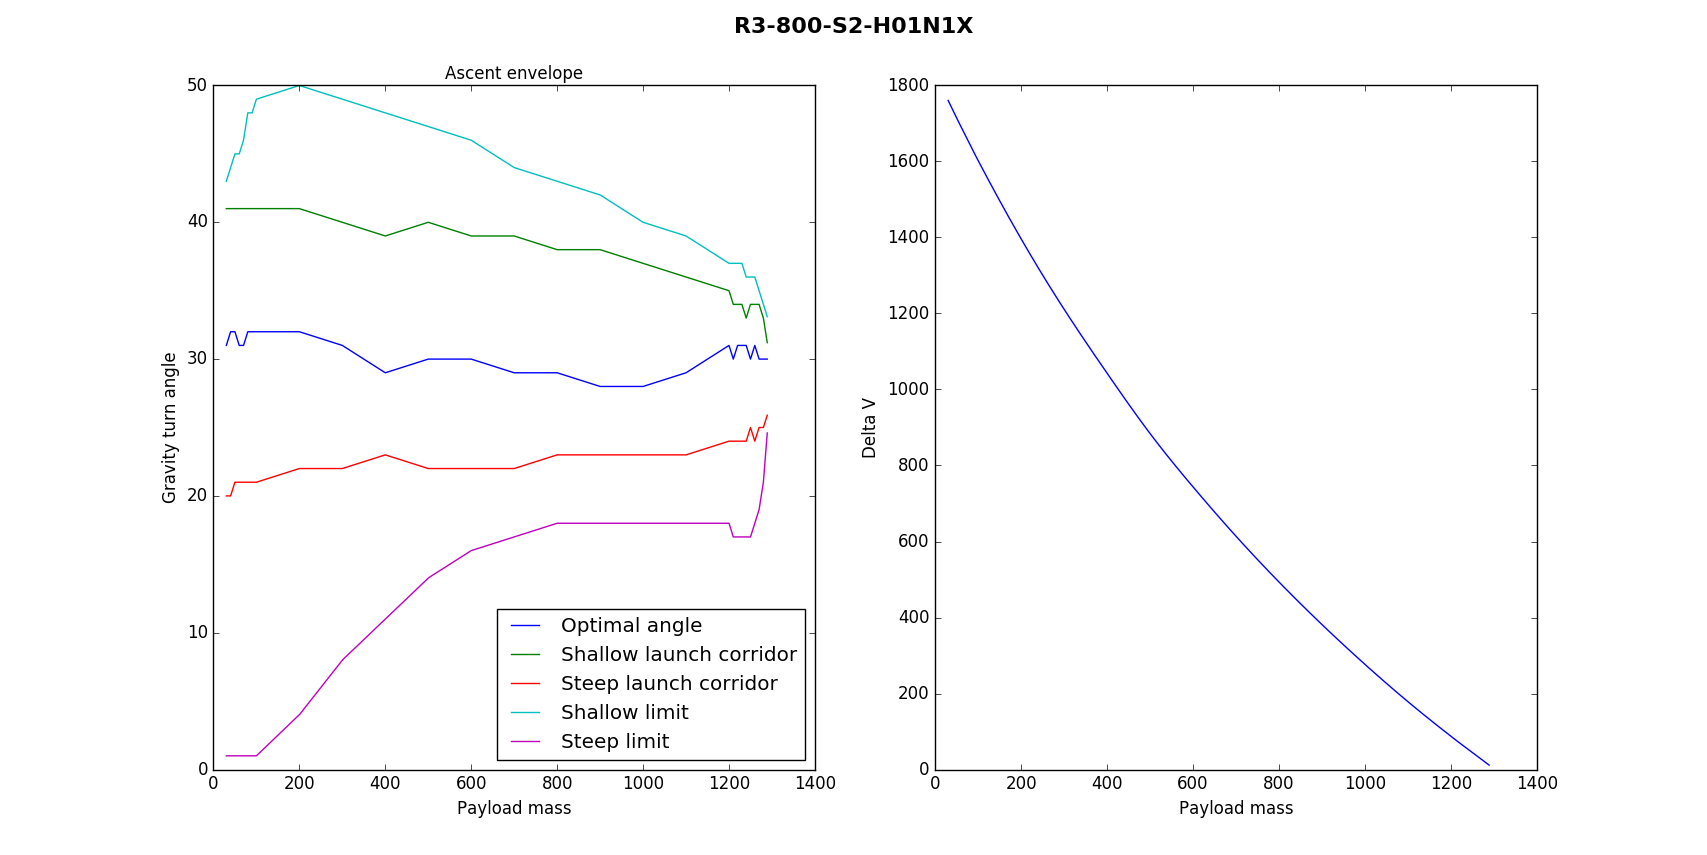 R3-800-S2-H01N1X
Ascent envelope
50
40
30
20
10
0
Gravity turn angle
0 200 400 600 800 1000 1200 1400
Payload mass
Optimal angle
Shallow launch corridor
Steep launch corridor
Shallow limit
Steep limit
1800
1600
1400
1200
1000
800
600
400
200
0
Delta V
0 200 400 600 800 1000 1200 1400
Payload mass